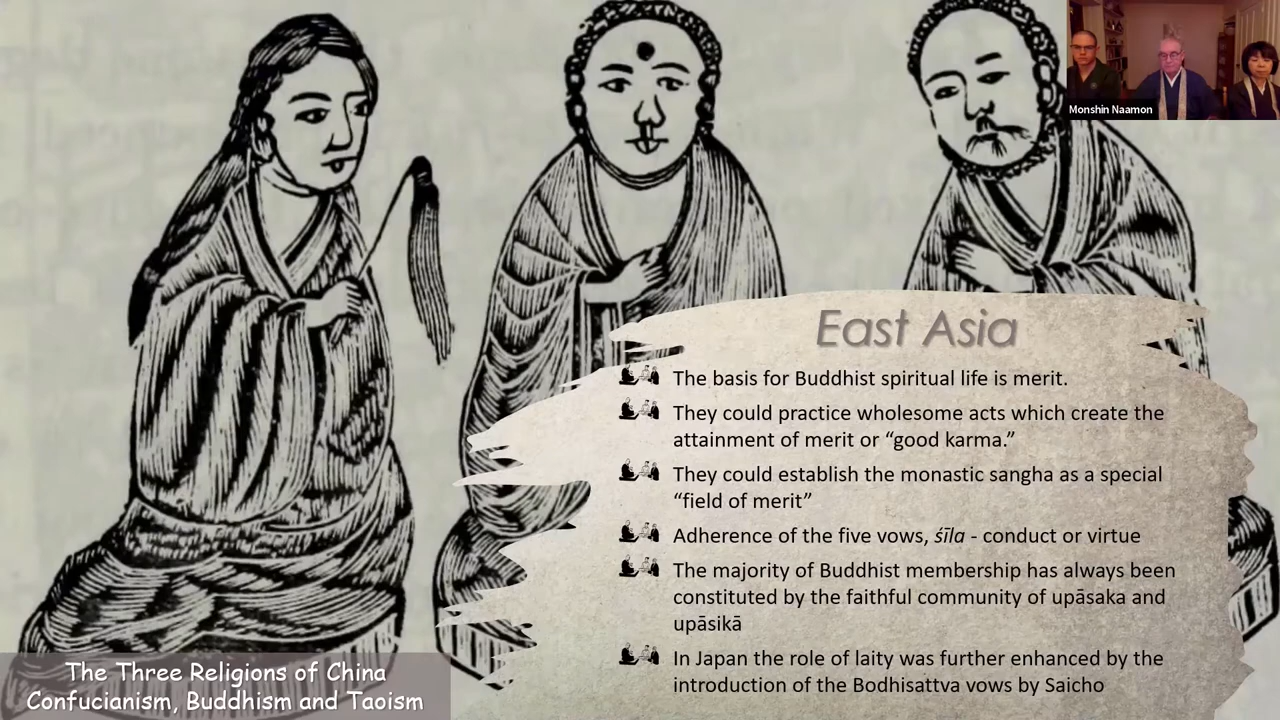 Monshin Naamon
East Asia
The basis for Buddhist spiritual life is merit.
They could practice wholesome acts which create the
attainment of merit or “good karma.”
They could establish the monastic sangha as a special
“field of merit”
Adherence of the five vows, śīla - conduct or virtue
The majority of Buddhist membership has always been
constituted by the faithful community of upāsaka and
upāsikā
In Japan the role of laity was further enhanced by the
introduction of the Bodhisattva vows by Saicho
The Three Religions of China
Confucianism, Buddhism and Taoism